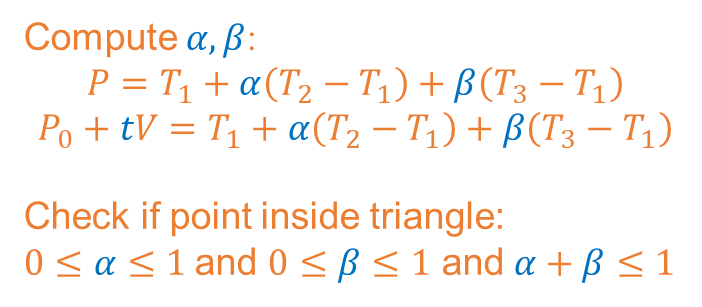 Compute α, β:
P = T₁ + α(T₂ − T₁) + β(T₃ − T₁)
P₀ + tV = T₁ + α(T₂ − T₁) + β(T₃ − T₁)
Check if point inside triangle:
0 ≤ α ≤ 1 and 0 ≤ β ≤ 1 and α + β ≤ 1